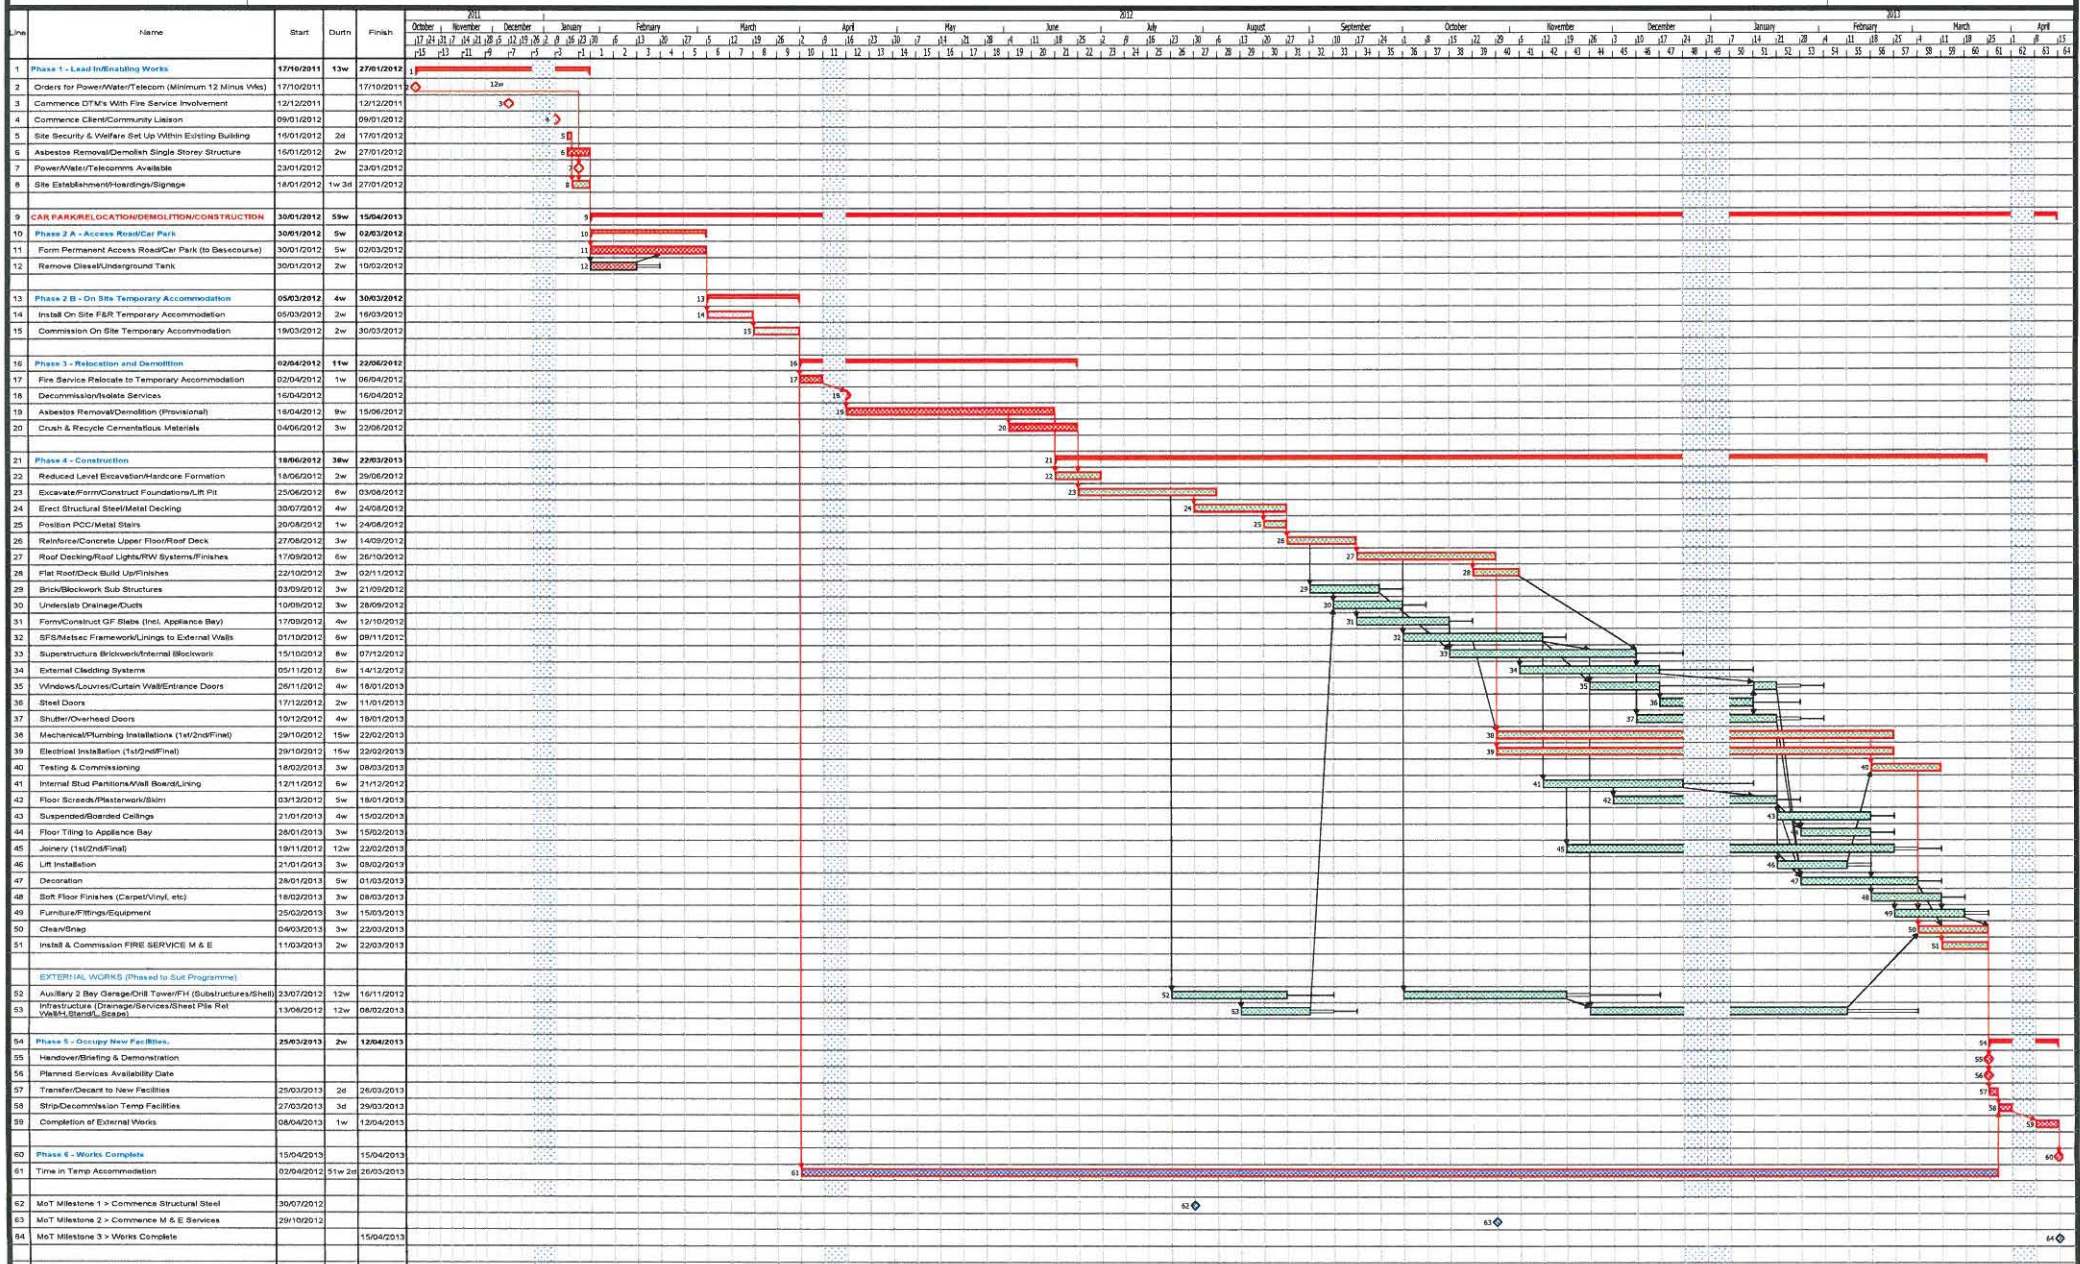 2011 2012 2013
Line Name Start Durtn Finish
October November December January February March April May June July August September October November December January February March April
1 Phase 1 - Lead In/Enabling Works 17/10/2011 13w 27/01/2012
2 Orders for Power/Water/Telecom (Minimum 12 Minus Wks) 17/10/2011 17/10/2011 12w
3 Commence DTM's With Fire Service Involvement 12/12/2011 12/12/2011
4 Commence Client/Community Liaison 09/01/2012 09/01/2012
5 Site Security & Welfare Set Up Within Existing Building 16/01/2012 2d 17/01/2012
6 Asbestos Removal/Demolish Single Storey Structure 16/01/2012 2w 27/01/2012
7 Power/Water/Telecomms Available 23/01/2012 23/01/2012
8 Site Establishment/Hoardings/Signage 18/01/2012 1w 3d 27/01/2012
9 CAR PARK/RELOCATION/DEMOLITION/CONSTRUCTION 30/01/2012 59w 15/04/2013
10 Phase 2 A - Access Road/Car Park 30/01/2012 5w 02/03/2012
11 Form Permanent Access Road/Car Park (to Basecourse) 30/01/2012 5w 02/03/2012
12 Remove Diesel/Underground Tank 30/01/2012 2w 10/02/2012
13 Phase 2 B - On Site Temporary Accommodation 05/03/2012 4w 30/03/2012
14 Install On Site F&R Temporary Accommodation 05/03/2012 2w 16/03/2012
15 Commission On Site Temporary Accommodation 19/03/2012 2w 30/03/2012
16 Phase 3 - Relocation and Demolition 02/04/2012 11w 22/06/2012
17 Fire Service Relocate to Temporary Accommodation 02/04/2012 1w 06/04/2012
18 Decommission/Isolate Services 16/04/2012 16/04/2012
19 Asbestos Removal/Demolition (Provisional) 16/04/2012 9w 15/06/2012
20 Crush & Recycle Cementatious Materials 04/06/2012 3w 22/06/2012
21 Phase 4 - Construction 18/06/2012 38w 22/03/2013
22 Reduced Level Excavation/Hardcore Formation 18/06/2012 2w 29/06/2012
23 Excavate/Form/Construct Foundations/Lift Pit 25/06/2012 6w 03/08/2012
24 Erect Structural Steel/Metal Decking 30/07/2012 4w 24/08/2012
25 Position PCC/Metal Stairs 20/08/2012 1w 24/08/2012
26 Reinforce/Concrete Upper Floor/Roof Deck 27/08/2012 3w 14/09/2012
27 Roof Decking/Roof Lights/RW Systems/Finishes 17/09/2012 6w 26/10/2012
28 Flat Roof/Deck Build Up/Finishes 22/10/2012 2w 02/11/2012
29 Brick/Blockwork Sub Structures 03/09/2012 3w 21/09/2012
30 Underslab Drainage/Ducts 10/09/2012 3w 28/09/2012
31 Form/Construct GF Slabs (Incl. Appliance Bay) 17/09/2012 4w 12/10/2012
32 SFS/Metsec Framework/Linings to External Walls 01/10/2012 6w 09/11/2012
33 Superstructure Brickwork/Internal Blockwork 15/10/2012 8w 07/12/2012
34 External Cladding Systems 05/11/2012 6w 14/12/2012
35 Windows/Louvres/Curtain Wall/Entrance Doors 26/11/2012 4w 18/01/2013
36 Steel Doors 17/12/2012 2w 11/01/2013
37 Shutter/Overhead Doors 10/12/2012 4w 18/01/2013
38 Mechanical/Plumbing Installations (1st/2nd/Final) 29/10/2012 15w 22/02/2013
39 Electrical Installation (1st/2nd/Final) 29/10/2012 15w 22/02/2013
40 Testing & Commissioning 18/02/2013 3w 08/03/2013
41 Internal Stud Partitions/Wall Board/Lining 12/11/2012 6w 21/12/2012
42 Floor Screeds/Plasterwork/Skim 03/12/2012 5w 18/01/2013
43 Suspended/Boarded Ceilings 21/01/2013 4w 15/02/2013
44 Floor Tiling to Appliance Bay 28/01/2013 3w 15/02/2013
45 Joinery (1st/2nd/Final) 19/11/2012 12w 22/02/2013
46 Lift Installation 21/01/2013 3w 08/02/2013
47 Decoration 28/01/2013 5w 01/03/2013
48 Soft Floor Finishes (Carpet/Vinyl, etc) 18/02/2013 3w 08/03/2013
49 Furniture/Fittings/Equipment 25/02/2013 3w 15/03/2013
50 Clean/Snag 04/03/2013 3w 22/03/2013
51 Install & Commission FIRE SERVICE M & E 11/03/2013 2w 22/03/2013
EXTERNAL WORKS (Phased to Suit Programme)
52 Auxiliary 2 Bay Garage/Drill Tower/FH (Substructures/Shell) 23/07/2012 12w 16/11/2012
53 Infrastructure (Drainage/Services/Sheet Pile Ret Wall/H.Stand/L.Scape) 13/08/2012 12w 08/02/2013
54 Phase 5 - Occupy New Facilities. 25/03/2013 2w 12/04/2013
55 Handover/Briefing & Demonstration
56 Planned Services Availability Date
57 Transfer/Decant to New Facilities 25/03/2013 2d 26/03/2013
58 Strip/Decommission Temp Facilities 27/03/2013 3d 29/03/2013
59 Completion of External Works 08/04/2013 1w 12/04/2013
60 Phase 6 - Works Complete 15/04/2013 15/04/2013
61 Time in Temp Accommodation 02/04/2012 51w 2d 26/03/2013
62 MoT Milestone 1 > Commence Structural Steel 30/07/2012
63 MoT Milestone 2 > Commence M & E Services 29/10/2012
64 MoT Milestone 3 > Works Complete 15/04/2013